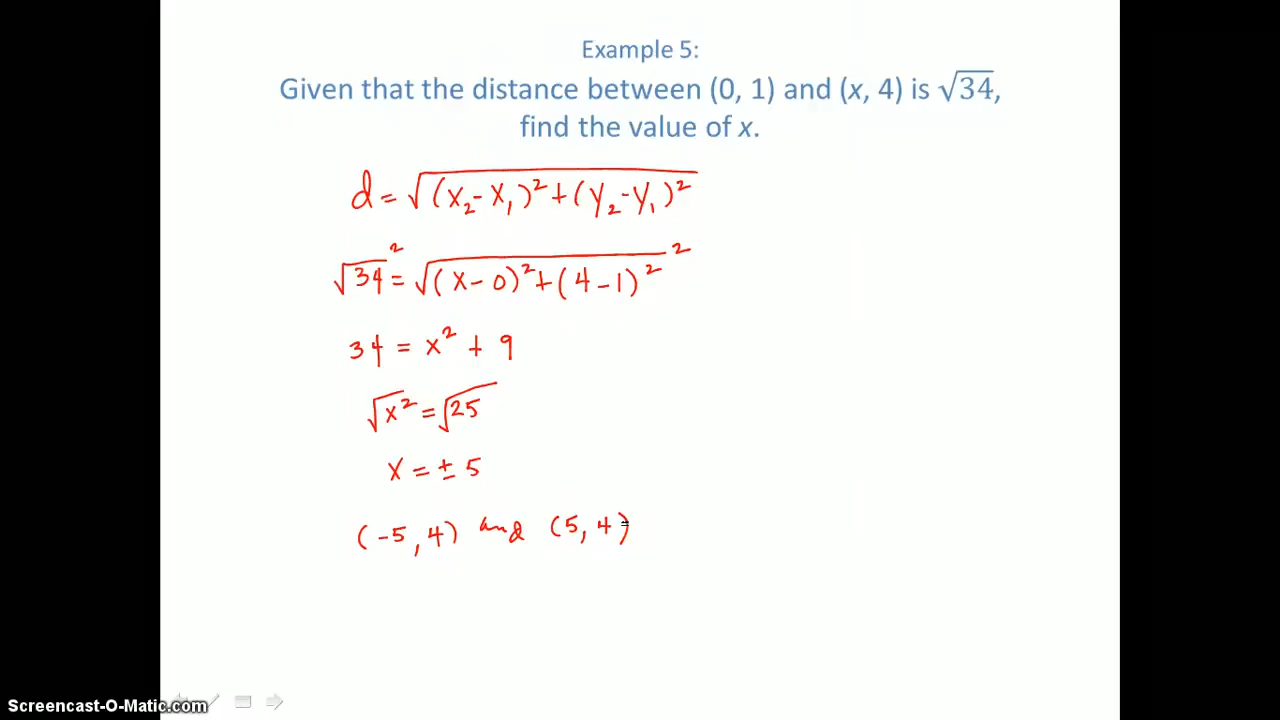 Example 5:
Given that the distance between (0, 1) and (x, 4) is √34,
find the value of x.
d = √(x₂ - x₁)² + (y₂ - y₁)²
√34² = √(x - 0)² + (4 - 1)² ²
34 = x² + 9
√x² = √25
x = ± 5
(-5, 4) and (5, 4)
Screencast-O-Matic.com